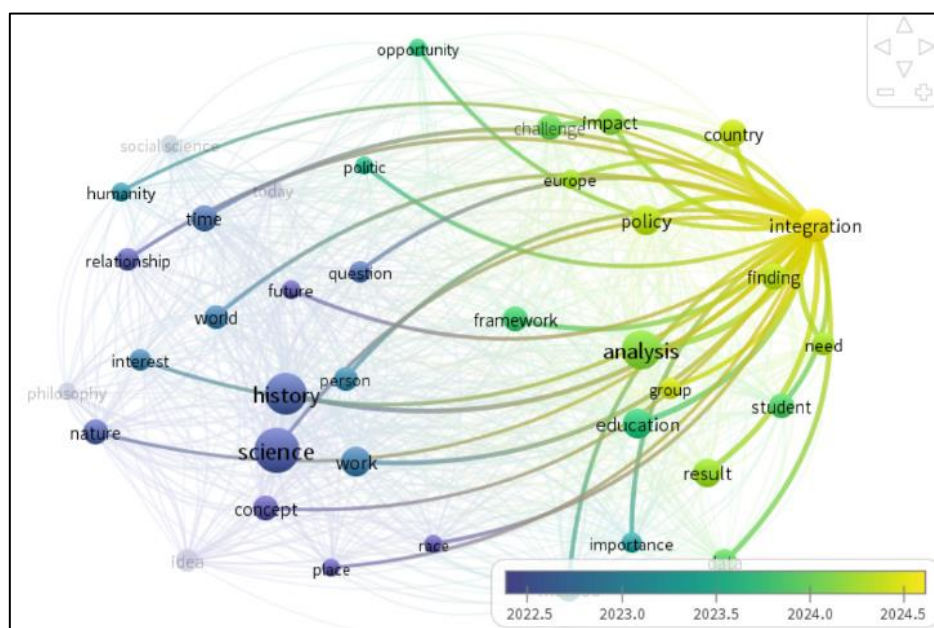 opportunity
challenge
impact
country
social science
politic
europe
humanity
today
time
policy
integration
relationship
question
future
finding
world
framework
need
interest
analysis
person
group
philosophy
history
student
nature
education
science
work
result
concept
race
importance
idea
place
data
2022.5 2023.0 2023.5 2024.0 2024.5